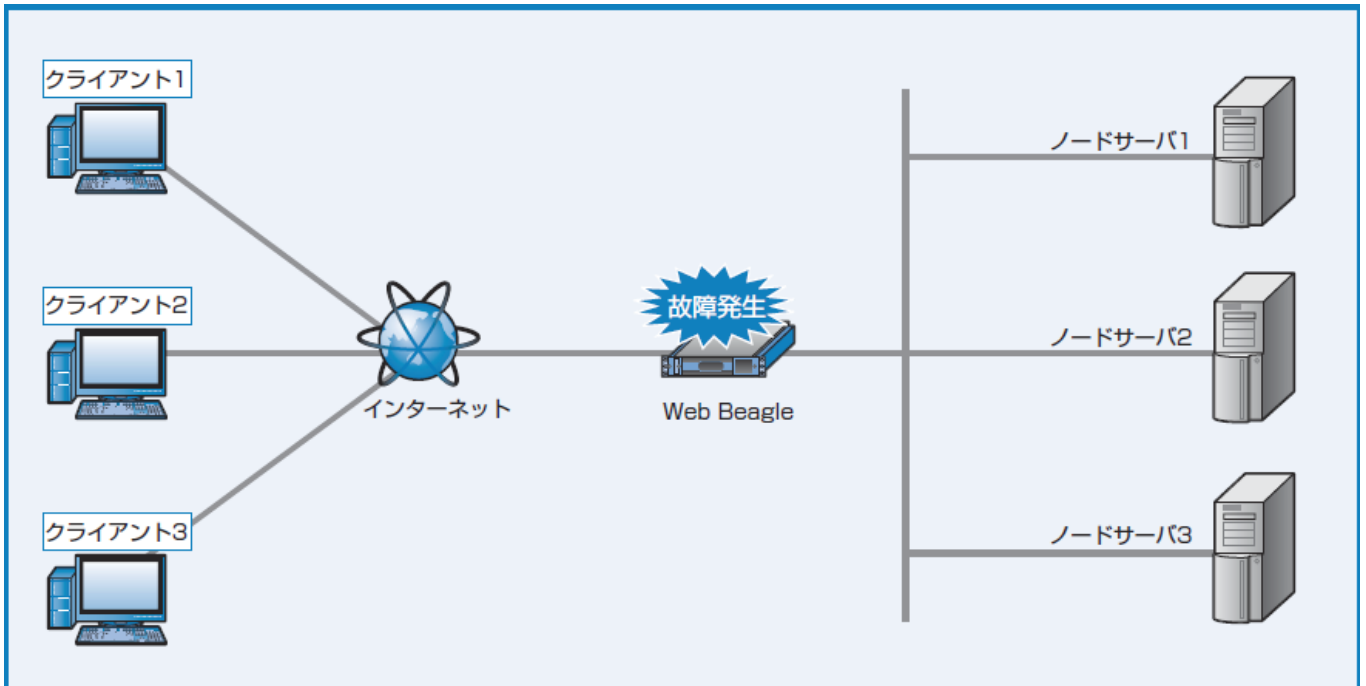 クライアント1
ノードサーバ1
クライアント2
故障発生
ノードサーバ2
インターネット
Web Beagle
クライアント3
ノードサーバ3